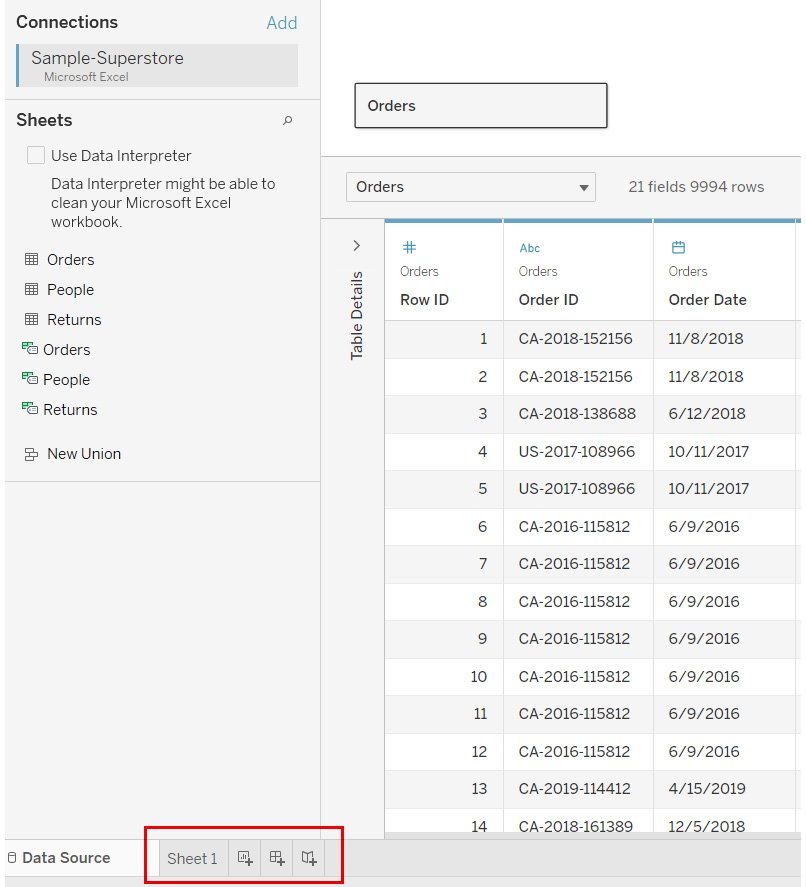 Connections Add
Sample-Superstore
Microsoft Excel
Sheets
Use Data Interpreter
Data Interpreter might be able to
clean your Microsoft Excel
workbook.
Orders
People
Returns
Orders
People
Returns
New Union
Orders
Orders 21 fields 9994 rows
Table Details
# Abc
Orders Orders Orders
Row ID Order ID Order Date
1 CA-2018-152156 11/8/2018
2 CA-2018-152156 11/8/2018
3 CA-2018-138688 6/12/2018
4 US-2017-108966 10/11/2017
5 US-2017-108966 10/11/2017
6 CA-2016-115812 6/9/2016
7 CA-2016-115812 6/9/2016
8 CA-2016-115812 6/9/2016
9 CA-2016-115812 6/9/2016
10 CA-2016-115812 6/9/2016
11 CA-2016-115812 6/9/2016
12 CA-2016-115812 6/9/2016
13 CA-2019-114412 4/15/2019
14 CA-2018-161389 12/5/2018
Data Source Sheet 1